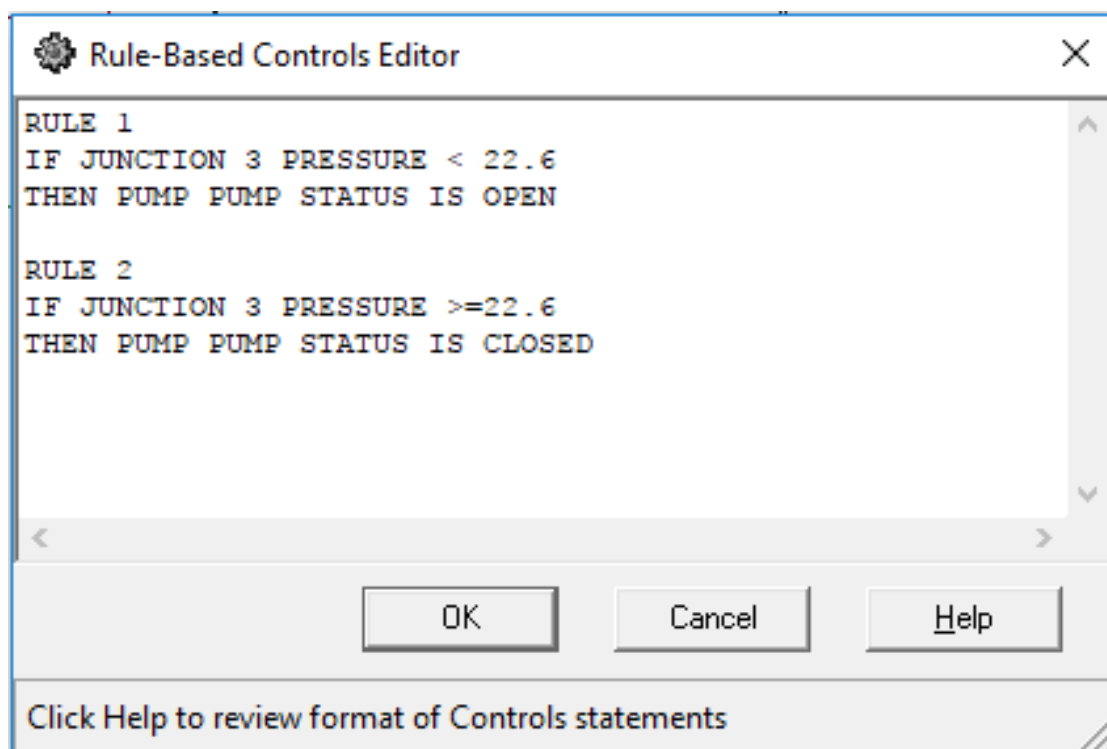 Rule-Based Controls Editor
RULE 1
IF JUNCTION 3 PRESSURE < 22.6
THEN PUMP PUMP STATUS IS OPEN
RULE 2
IF JUNCTION 3 PRESSURE >=22.6
THEN PUMP PUMP STATUS IS CLOSED
OK Cancel Help
Click Help to review format of Controls statements